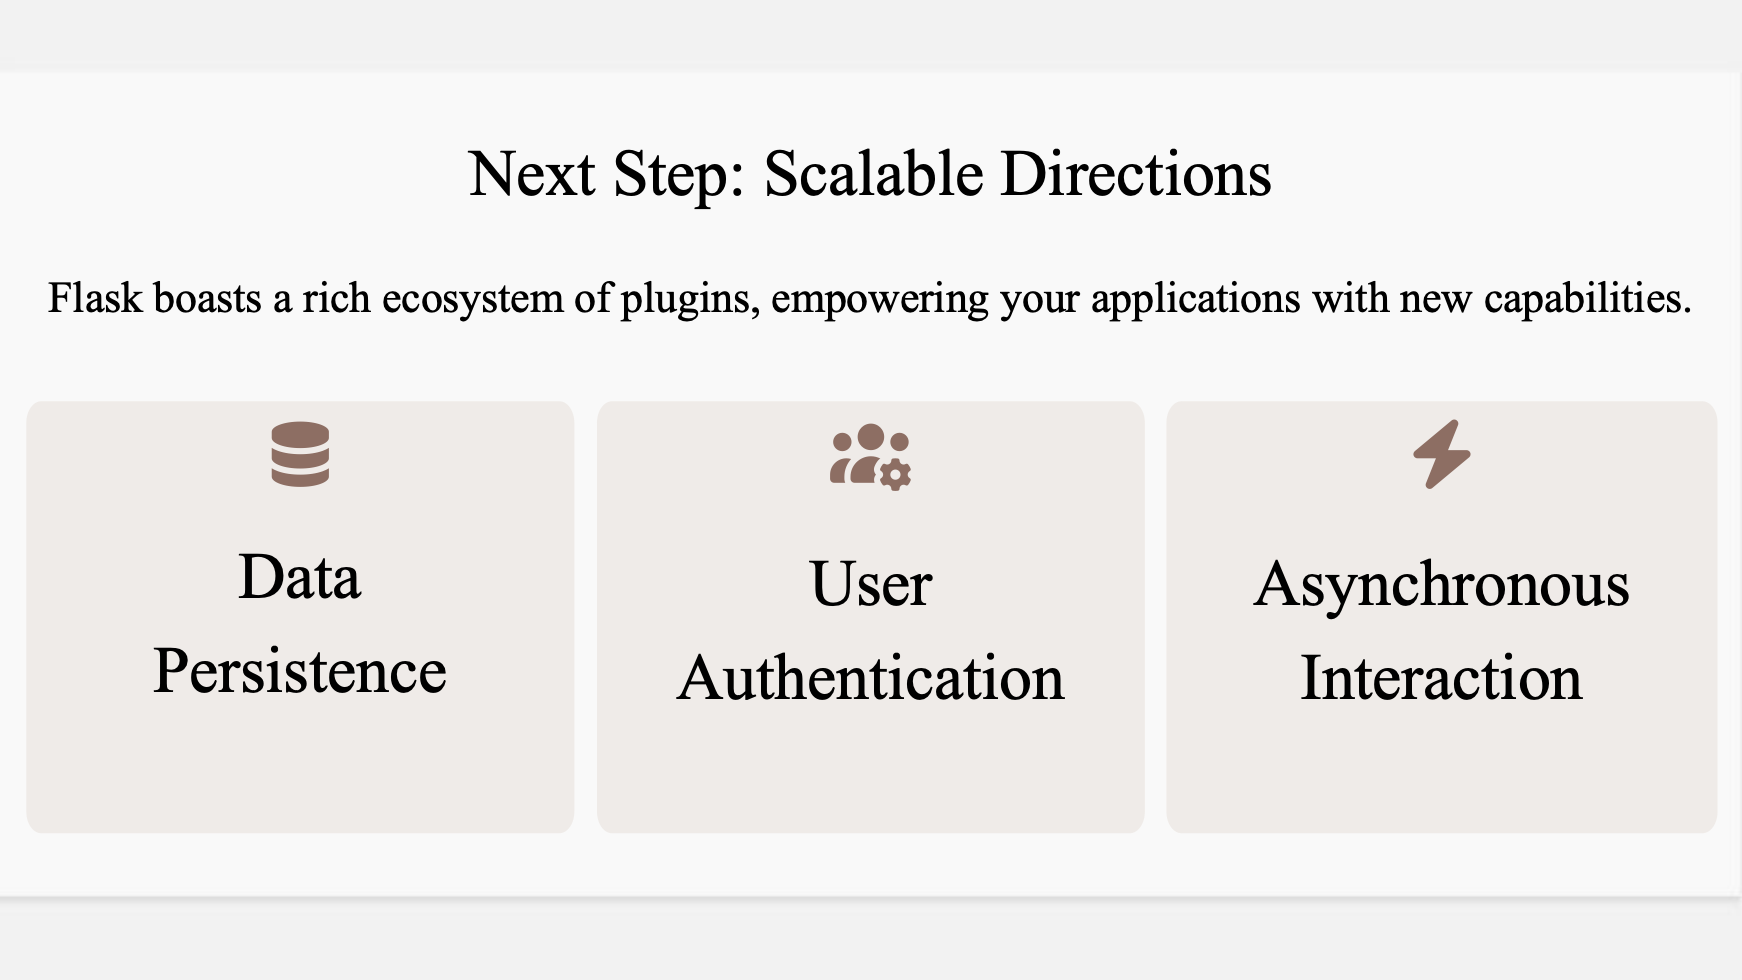 Next Step: Scalable Directions
Flask boasts a rich ecosystem of plugins, empowering your applications with new capabilities.
Data
Persistence
User
Authentication
Asynchronous
Interaction